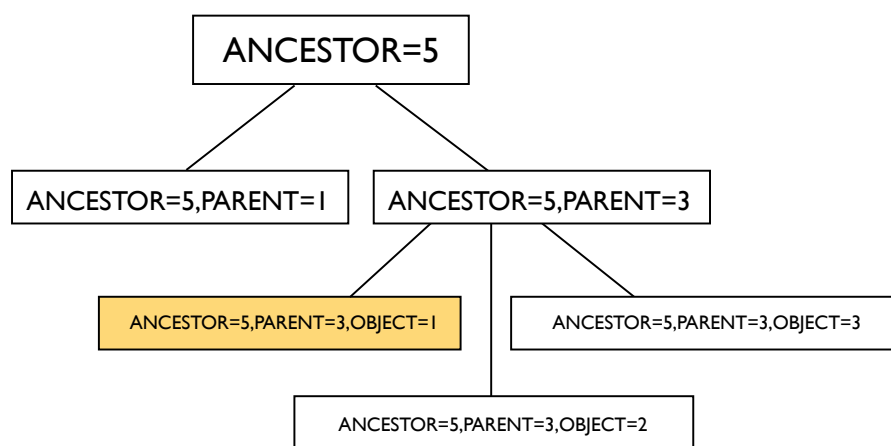 ANCESTOR=5
ANCESTOR=5,PARENT=1
ANCESTOR=5,PARENT=3
ANCESTOR=5,PARENT=3,OBJECT=1
ANCESTOR=5,PARENT=3,OBJECT=3
ANCESTOR=5,PARENT=3,OBJECT=2